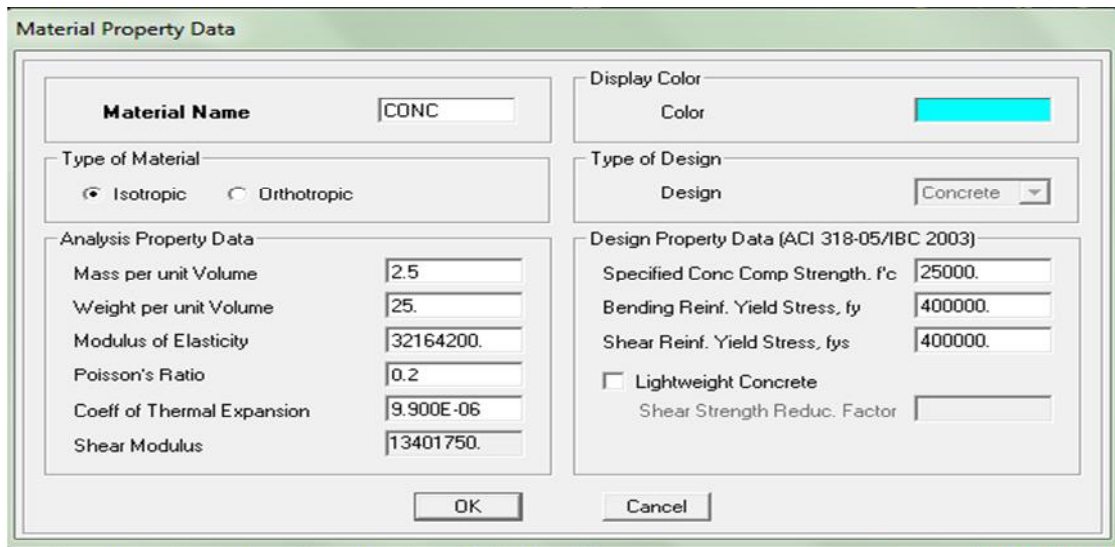 Material Property Data
Material Name CONC
Display Color
Color
Type of Material
Isotropic Orthotropic
Type of Design
Design Concrete
Analysis Property Data
Mass per unit Volume 2.5
Weight per unit Volume 25.
Modulus of Elasticity 32164200.
Poisson's Ratio 0.2
Coeff of Thermal Expansion 9.900E-06
Shear Modulus 13401750.
Design Property Data (ACI 318-05/IBC 2003)
Specified Conc Comp Strength, f'c 25000.
Bending Reinf. Yield Stress, fy 400000.
Shear Reinf. Yield Stress, fys 400000.
Lightweight Concrete
Shear Strength Reduc. Factor
OK Cancel